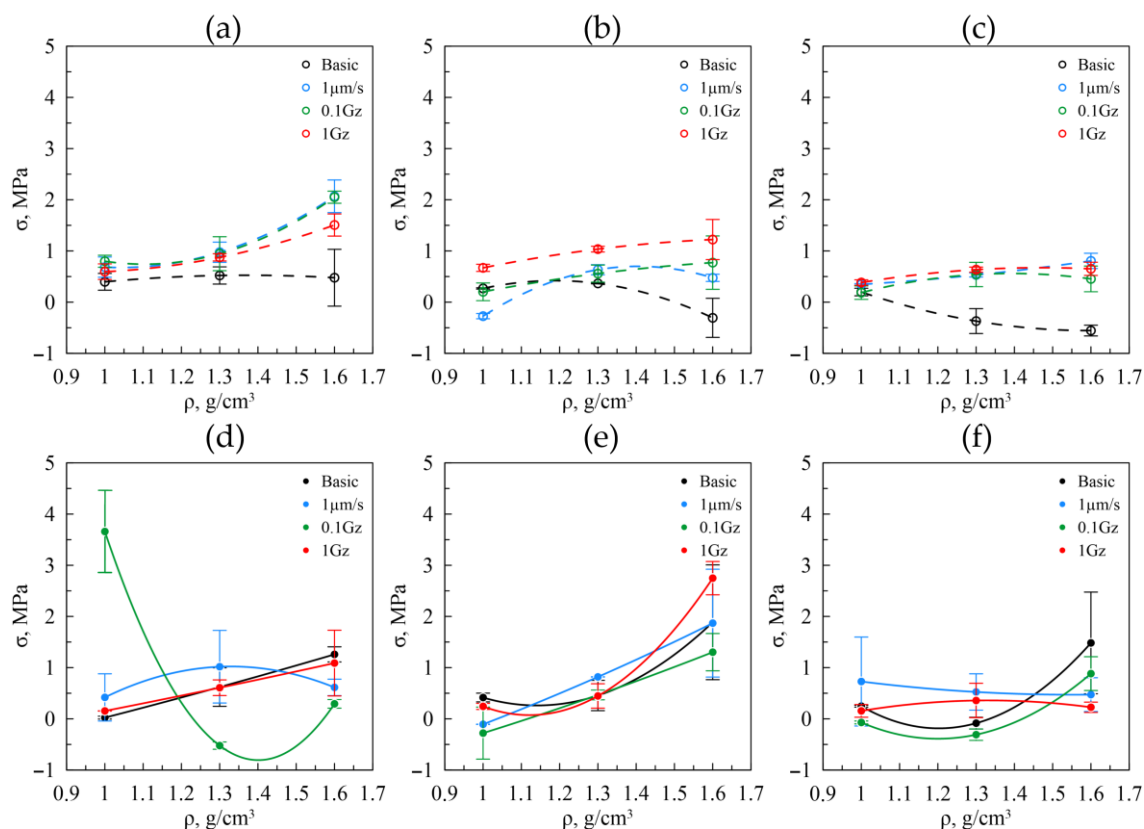 (a)
5
4
3
2
1
0
−1
σ, MPa
Basic
1µm/s
0.1Gz
1Gz
0.9 1 1.1 1.2 1.3 1.4 1.5 1.6 1.7
ρ, g/cm³
(b)
5
4
3
2
1
0
−1
σ, MPa
Basic
1µm/s
0.1Gz
1Gz
0.9 1 1.1 1.2 1.3 1.4 1.5 1.6 1.7
ρ, g/cm³
(c)
5
4
3
2
1
0
−1
σ, MPa
Basic
1µm/s
0.1Gz
1Gz
0.9 1 1.1 1.2 1.3 1.4 1.5 1.6 1.7
ρ, g/cm³
(d)
5
4
3
2
1
0
−1
σ, MPa
Basic
1µm/s
0.1Gz
1Gz
0.9 1 1.1 1.2 1.3 1.4 1.5 1.6 1.7
ρ, g/cm³
(e)
5
4
3
2
1
0
−1
σ, MPa
Basic
1µm/s
0.1Gz
1Gz
0.9 1 1.1 1.2 1.3 1.4 1.5 1.6 1.7
ρ, g/cm³
(f)
5
4
3
2
1
0
−1
σ, MPa
Basic
1µm/s
0.1Gz
1Gz
0.9 1 1.1 1.2 1.3 1.4 1.5 1.6 1.7
ρ, g/cm³